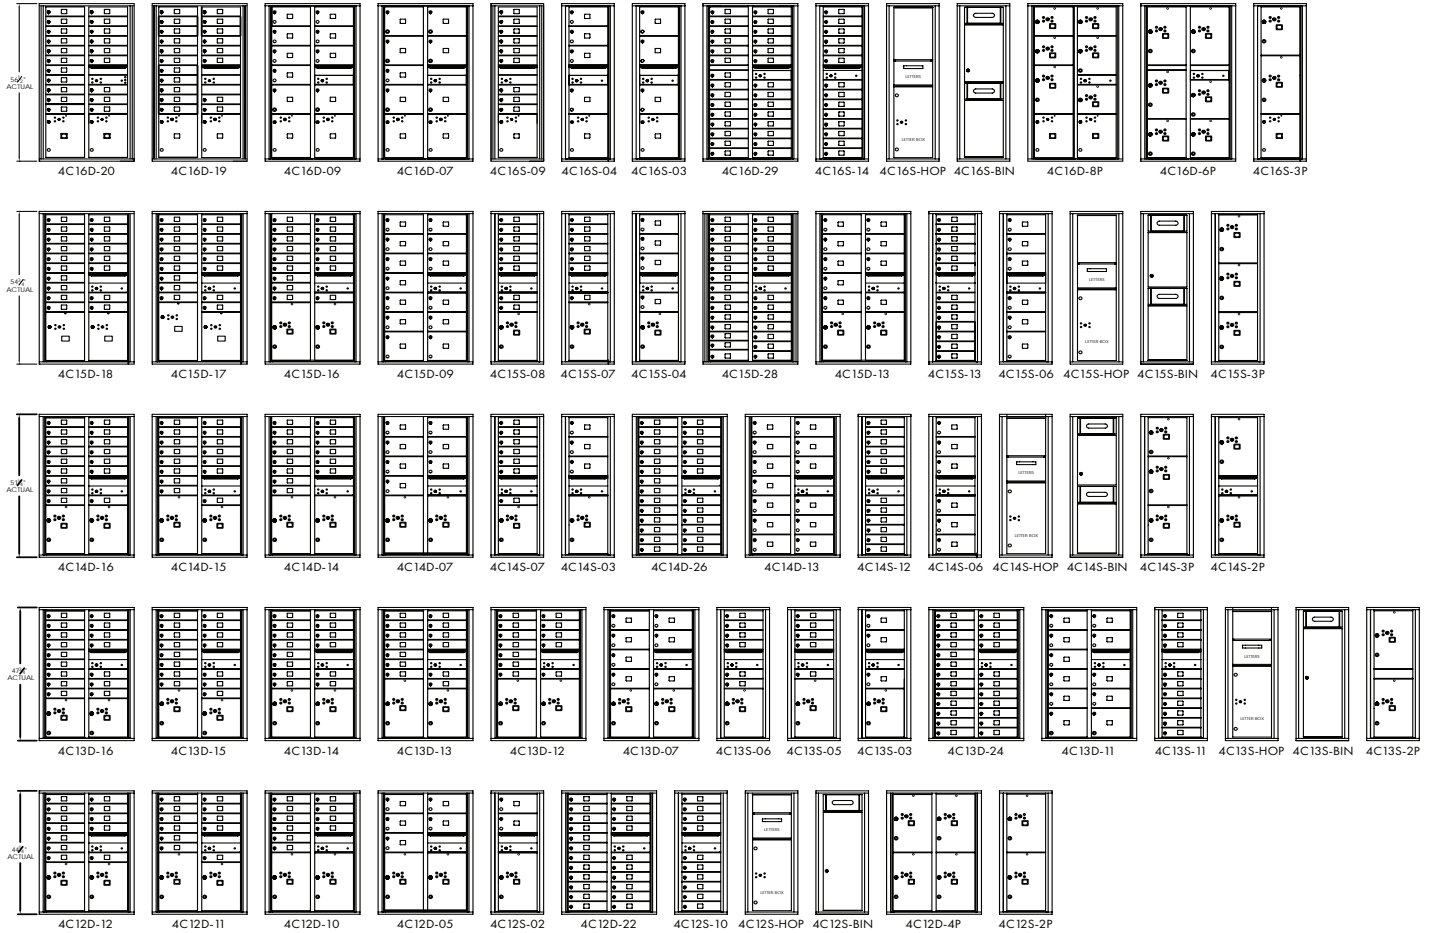 56½"
ACTUAL
LETTERS
LETTER BOX
4C16D-20 4C16D-19 4C16D-09 4C16D-07 4C16S-09 4C16S-04 4C16S-03 4C16D-29 4C16S-14 4C16S-HOP 4C16S-BIN 4C16D-8P 4C16D-6P 4C16S-3P
ACTUAL
LETTERS
LETTER BOX
4C15D-18 4C15D-17 4C15D-16 4C15D-09 4C15S-08 4C15S-07 4C15S-04 4C15D-28 4C15D-13 4C15S-13 4C15S-06 4C15S-HOP 4C15S-BIN 4C15S-3P
ACTUAL
LETTERS
LETTER BOX
4C14D-16 4C14D-15 4C14D-14 4C14D-07 4C14S-07 4C14S-03 4C14D-26 4C14D-13 4C14S-12 4C14S-06 4C14S-HOP 4C14S-BIN 4C14S-3P 4C14S-2P
ACTUAL
LETTERS
LETTER BOX
4C13D-16 4C13D-15 4C13D-14 4C13D-13 4C13D-12 4C13D-07 4C13S-06 4C13S-05 4C13S-03 4C13D-24 4C13D-11 4C13S-11 4C13S-HOP 4C13S-BIN 4C13S-2P
ACTUAL
LETTERS
LETTER BOX
4C12D-12 4C12D-11 4C12D-10 4C12D-05 4C12S-02 4C12D-22 4C12S-10 4C12S-HOP 4C12S-BIN 4C12D-4P 4C12S-2P